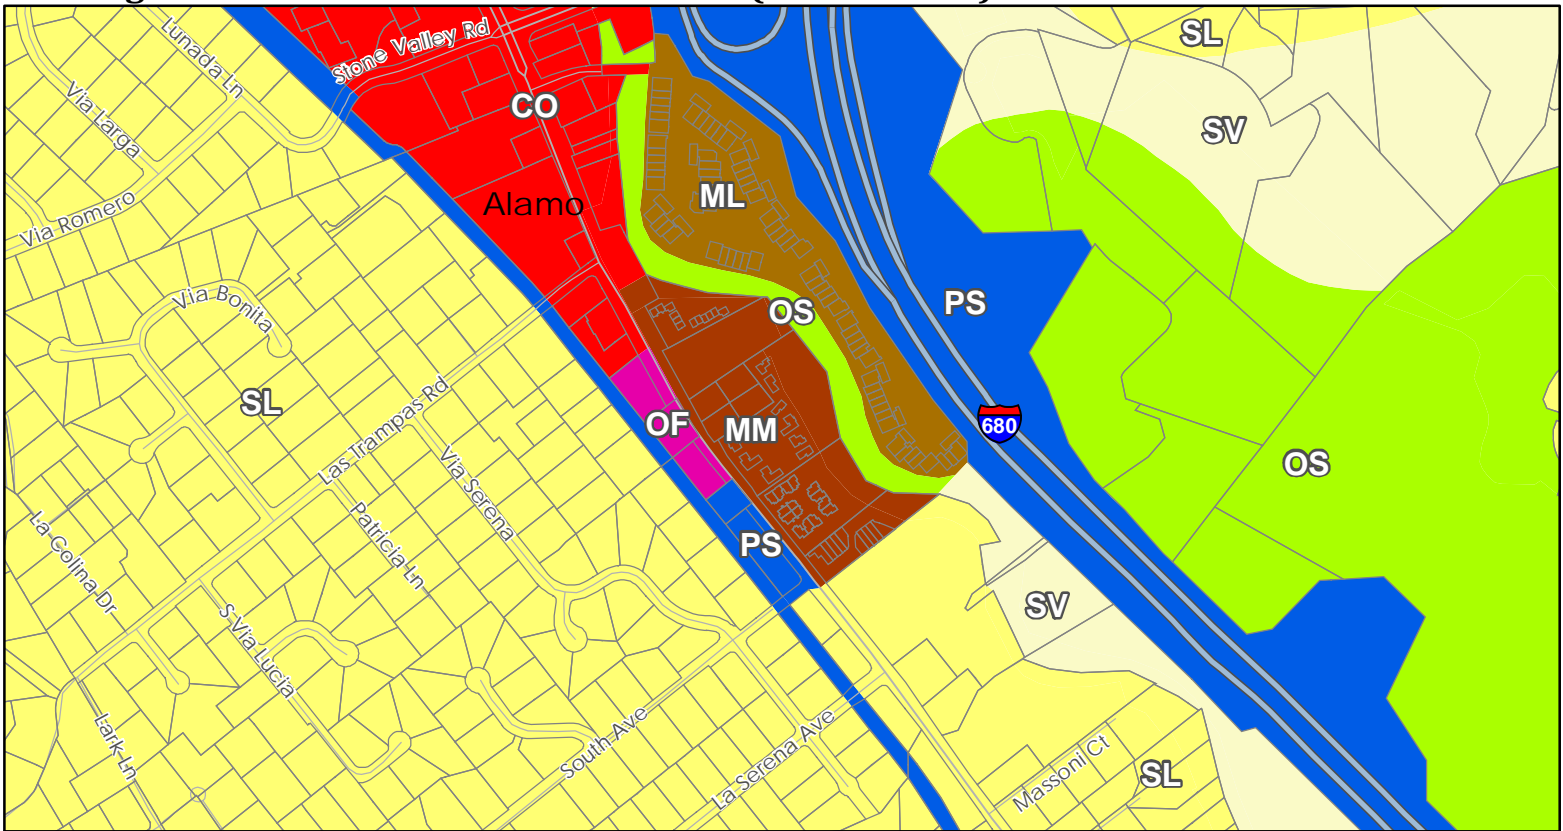 SL
Lunada Ln
Stone Valley Rd
Via Larga
CO
SV
ML
Alamo
Via Romero
Via Bonita
PS
OS
SL
680
OF
MM
Las Trampas Rd
OS
Via Serena
La Colina Dr
Patricia Ln
PS
SV
S Via Lucia
Lark Ln
South Ave
La Serena Ave
Massoni Ct
SL